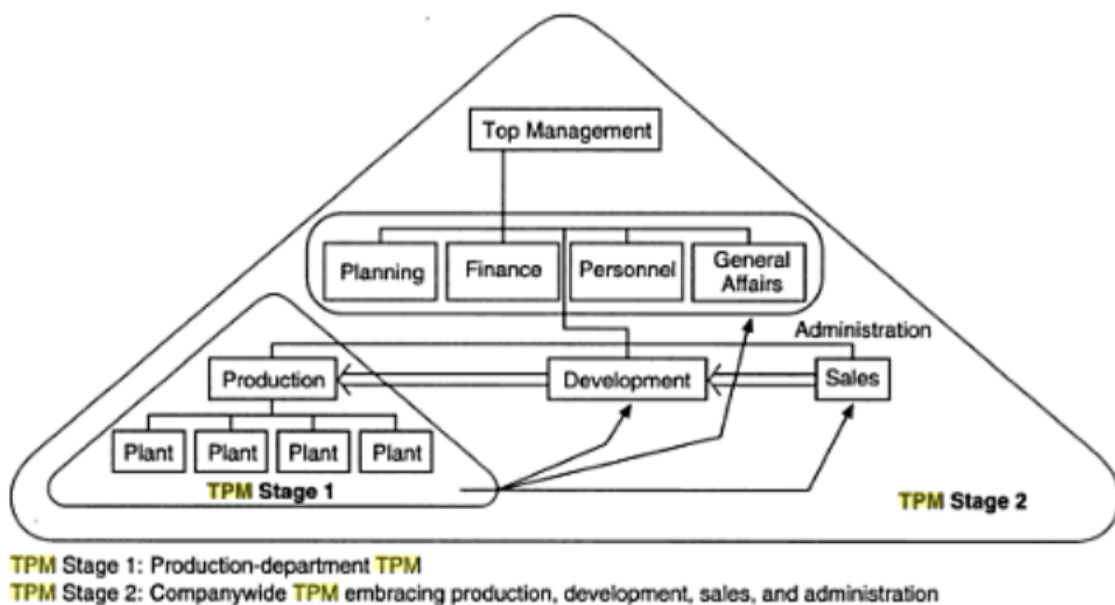 Top Management
Planning Finance Personnel General Affairs
Administration
Production Development Sales
Plant Plant Plant Plant
TPM Stage 1
TPM Stage 2
TPM Stage 1: Production-department TPM
TPM Stage 2: Companywide TPM embracing production, development, sales, and administration